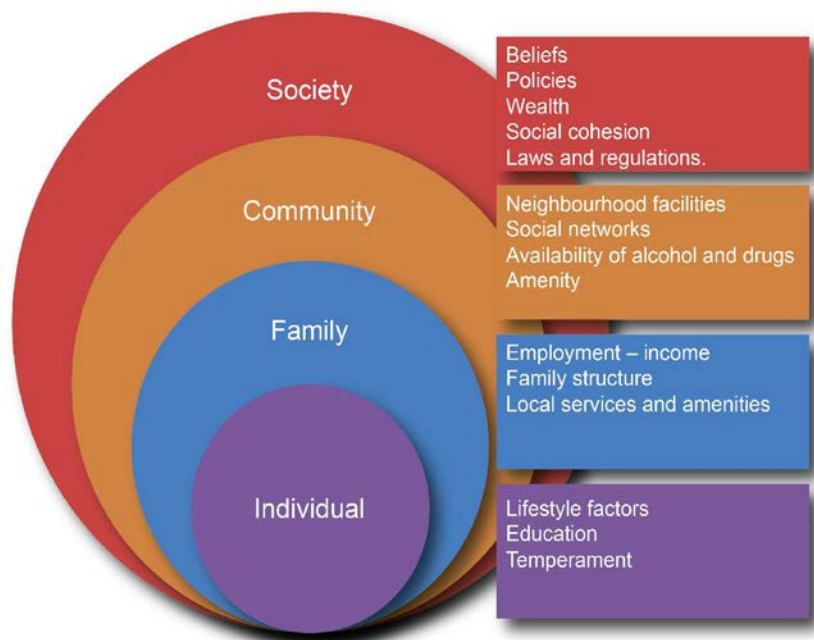 Society
Community
Family
Individual
Beliefs
Policies
Wealth
Social cohesion
Laws and regulations.
Neighbourhood facilities
Social networks
Availability of alcohol and drugs
Amenity
Employment – income
Family structure
Local services and amenities
Lifestyle factors
Education
Temperament